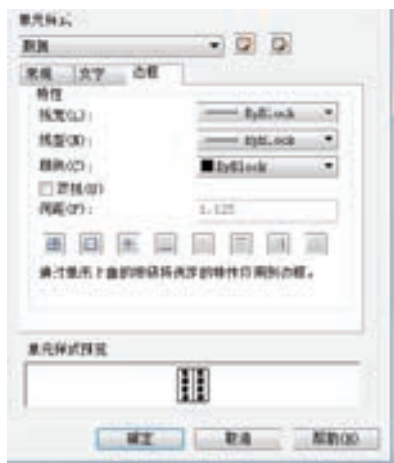 单元样式
数据
常规 文字 边框
特性
线宽(L): ByBlock
线型(N): ByBlock
颜色(C): ByBlock
双线(U)
间距(P): 1.125
通过单击上面的按钮将选定的特性应用到边框。
单元样式预览
确定 取消 帮助(H)